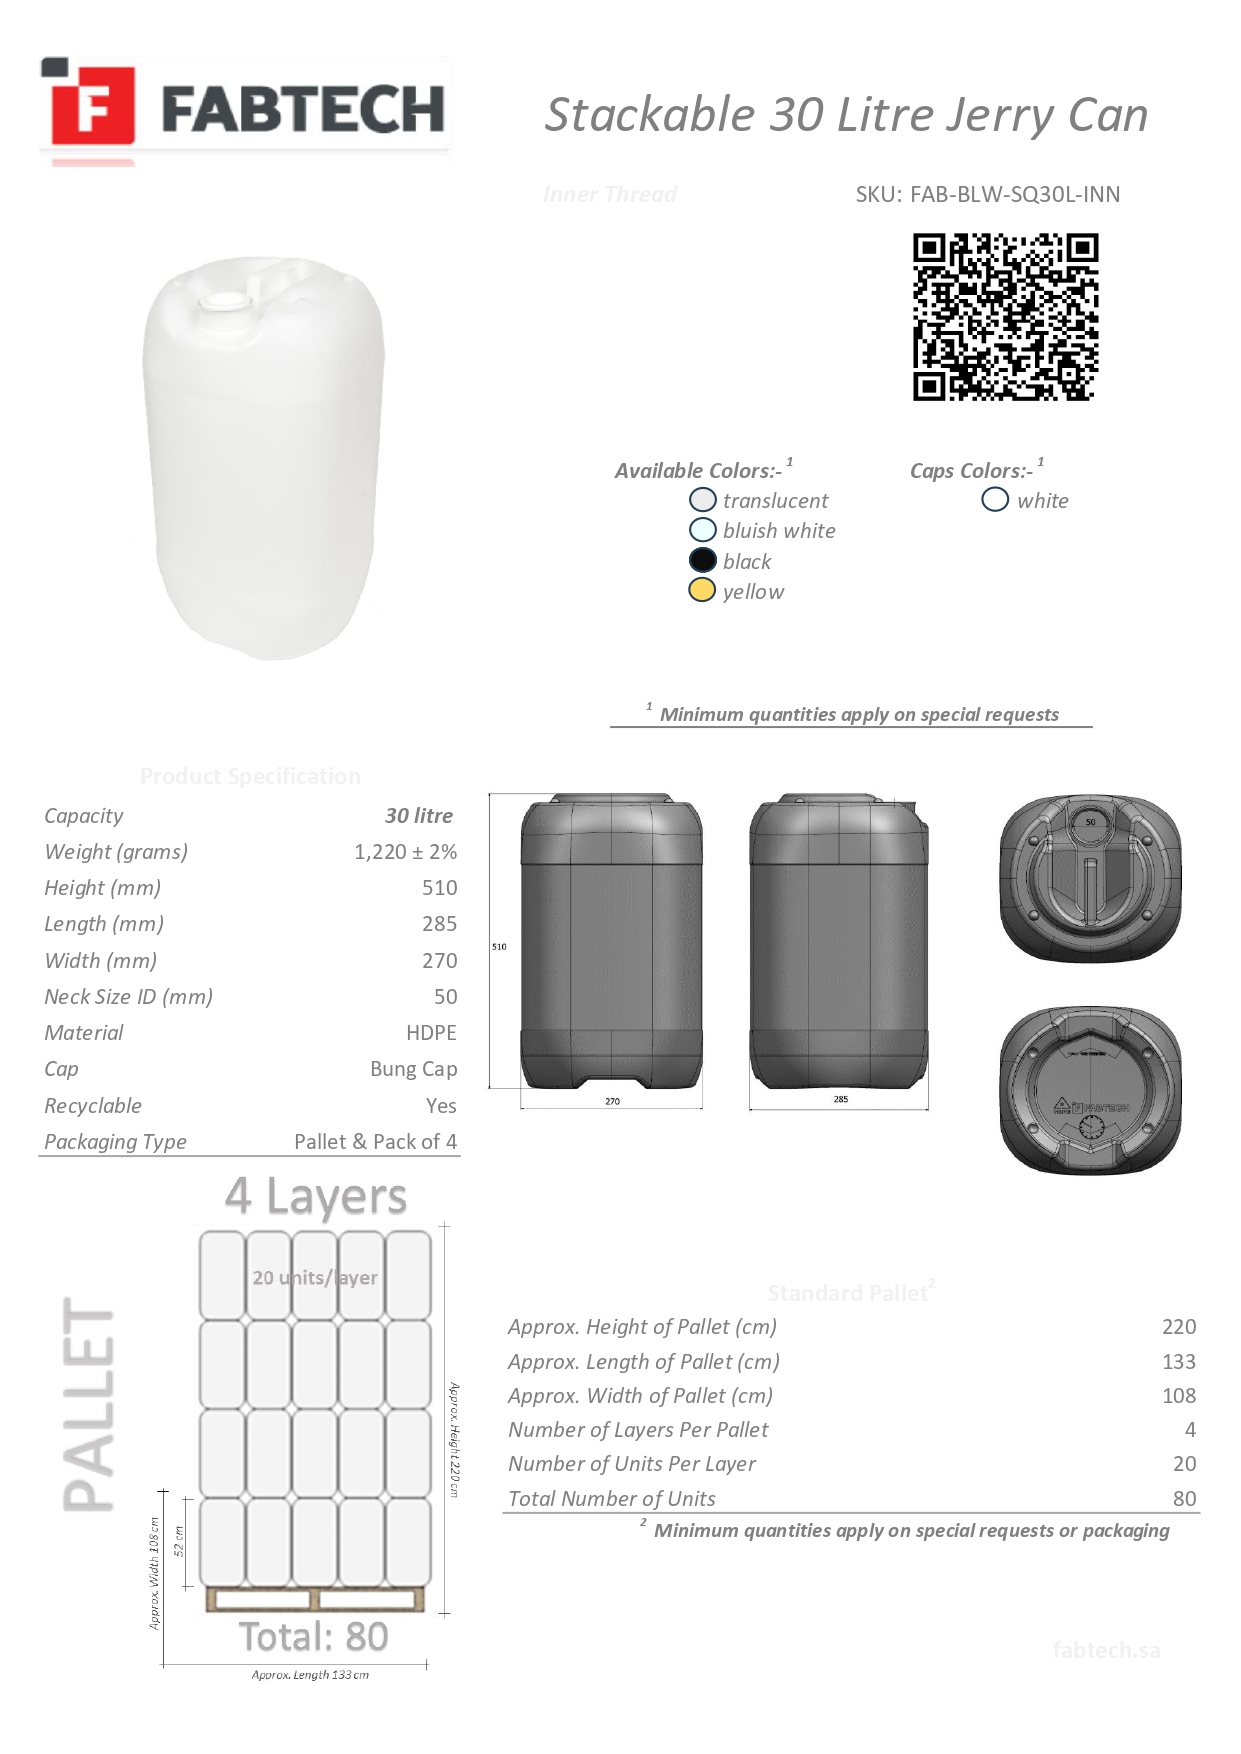 FABTECH
Stackable 30 Litre Jerry Can
Inner Thread
SKU: FAB-BLW-SQ30L-INN
Available Colors:- 1
translucent
bluish white
black
yellow
Caps Colors:- 1
white
1 Minimum quantities apply on special requests
Product Specification
Capacity 30 litre
Weight (grams) 1,220 ± 2%
Height (mm) 510
Length (mm) 285
Width (mm) 270
Neck Size ID (mm) 50
Material HDPE
Cap Bung Cap
Recyclable Yes
Packaging Type Pallet & Pack of 4
510
270
285
50
FABTECH
4 Layers
20 units/layer
PALLET
Approx. Height 220 cm
Approx. Width 108 cm
52 cm
Total: 80
Approx. Length 133 cm
Standard Pallet 2
Approx. Height of Pallet (cm) 220
Approx. Length of Pallet (cm) 133
Approx. Width of Pallet (cm) 108
Number of Layers Per Pallet 4
Number of Units Per Layer 20
Total Number of Units 80
2 Minimum quantities apply on special requests or packaging
fabtech.sa